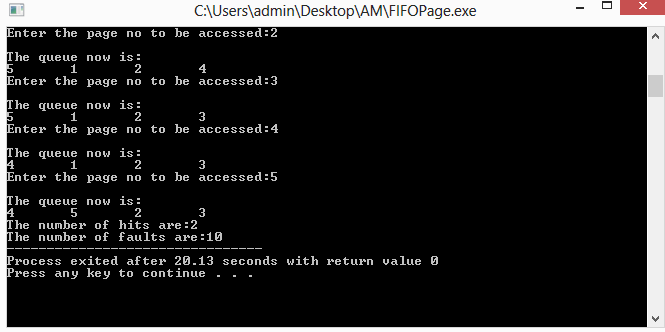 C:\Users\admin\Desktop\AM\FIFOPage.exe
Enter the page no to be accessed:2
The queue now is:
5 1 2 4
Enter the page no to be accessed:3
The queue now is:
5 1 2 3
Enter the page no to be accessed:4
The queue now is:
4 1 2 3
Enter the page no to be accessed:5
The queue now is:
4 5 2 3
The number of hits are:2
The number of faults are:10
--------------------------------
Process exited after 20.13 seconds with return value 0
Press any key to continue . . .